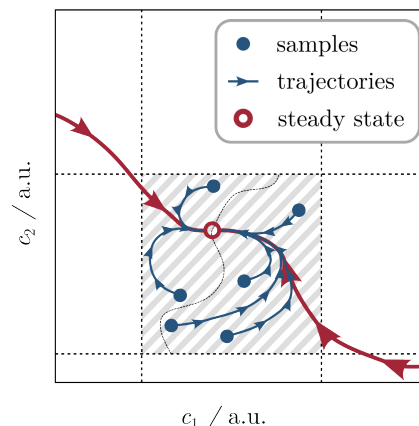 samples
trajectories
steady state
c₂ / a.u.
c₁ / a.u.